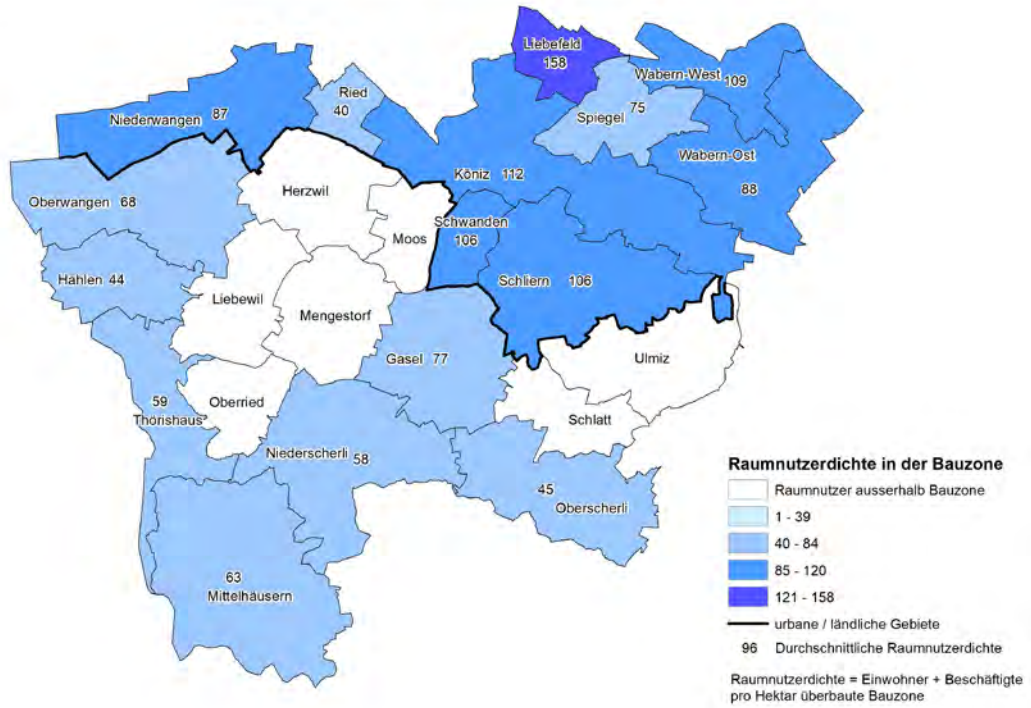 Liebefeld
158
Wabern-West 109
Ried
40
Niederwangen 87
75
Spiegel
Wabern-Ost
88
Köniz 112
Herzwil
Oberwangen 68
Schwanden
106
Moos
Hählen 44
Schliern 106
Liebewil
Mengestorf
Gasel 77
Ulmiz
59
Thörishaus
Oberried
Schlatt
Niederscherli 58
45
Oberscherli
63
Mittelhäusern
Raumnutzerdichte in der Bauzone
Raumnutzer ausserhalb Bauzone
1 - 39
40 - 84
85 - 120
121 - 158
urbane / ländliche Gebiete
96 Durchschnittliche Raumnutzerdichte
Raumnutzerdichte = Einwohner + Beschäftigte
pro Hektar überbaute Bauzone